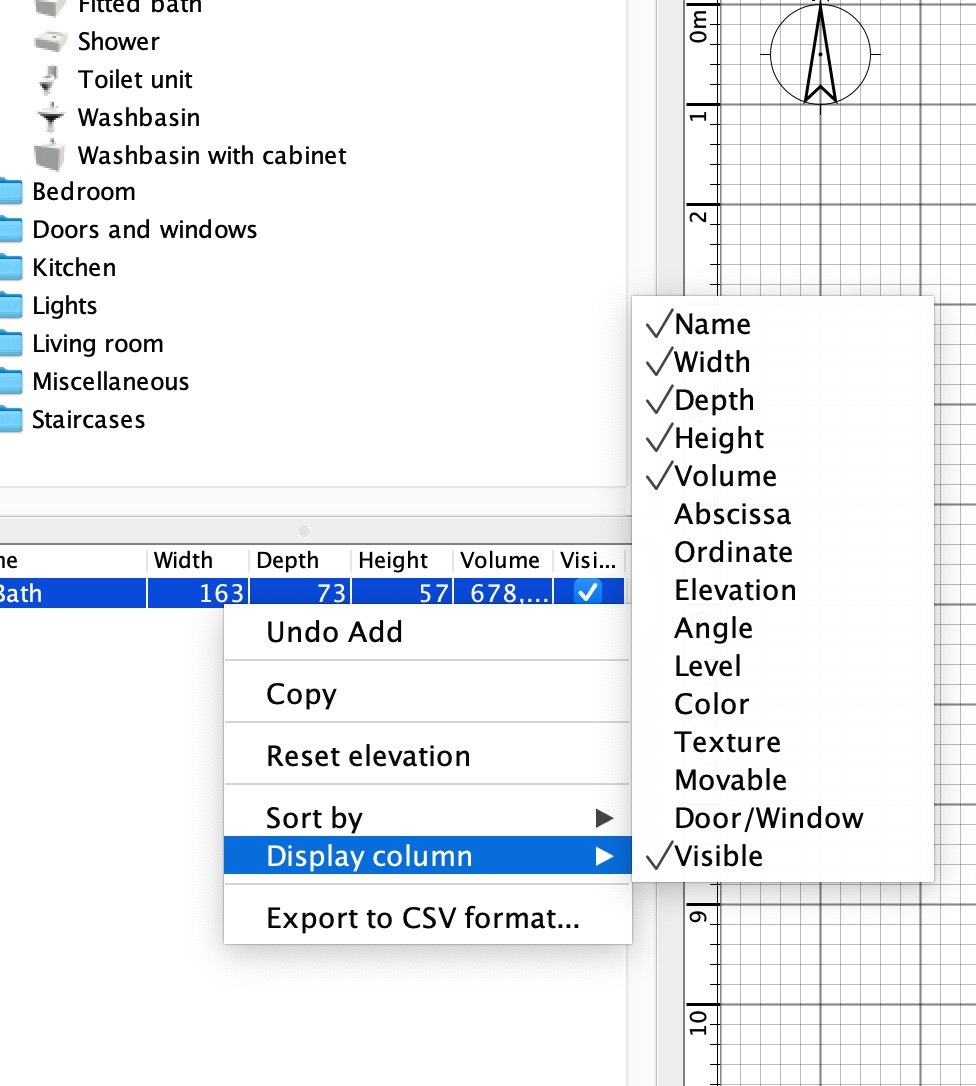 Fitted bath
Shower
Toilet unit
Washbasin
Washbasin with cabinet
Bedroom
Doors and windows
Kitchen
Lights
Living room
Miscellaneous
Staircases
Width Depth Height Volume Visi...
Bath 163 73 57 678,...
Undo Add
Copy
Reset elevation
Sort by
Display column
Export to CSV format...
Name
Width
Depth
Height
Volume
Abscissa
Ordinate
Elevation
Angle
Level
Color
Texture
Movable
Door/Window
Visible
0m
1
2
9
10